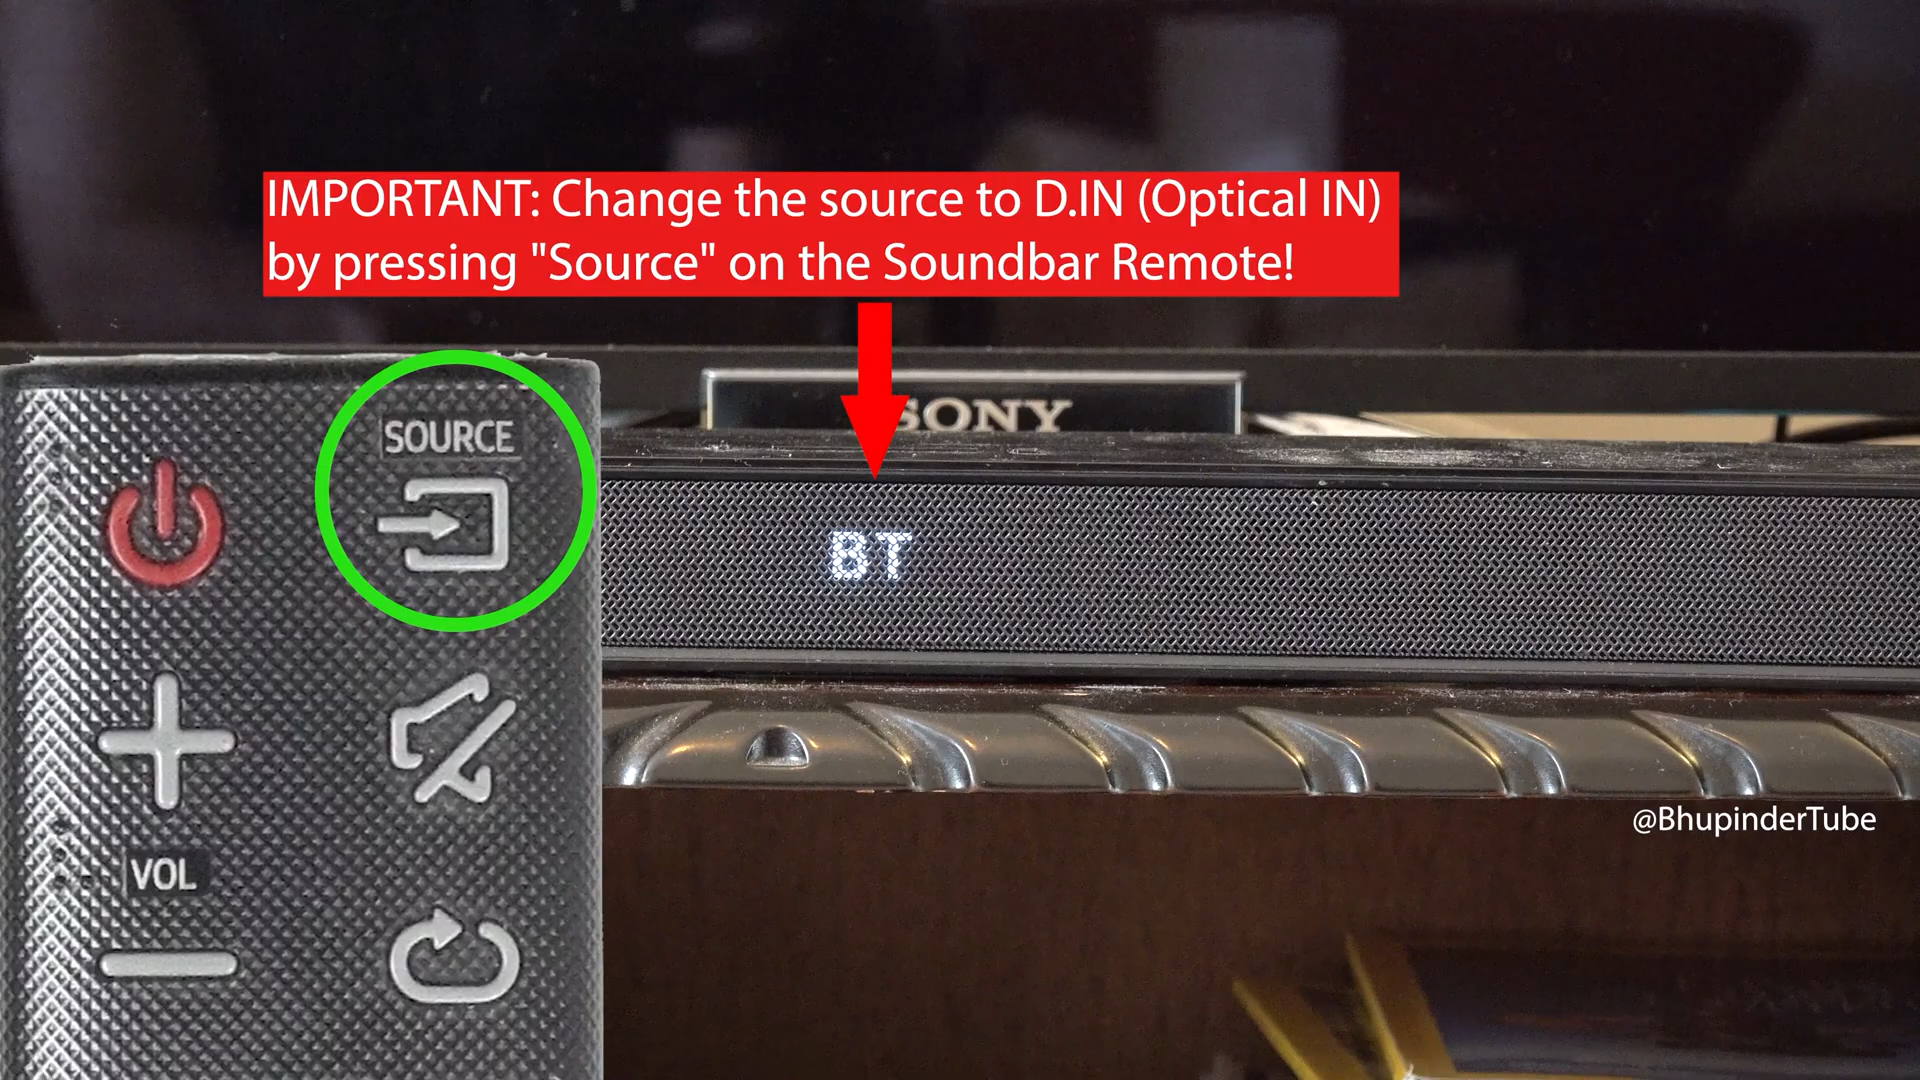 IMPORTANT: Change the source to D.IN (Optical IN)
by pressing "Source" on the Soundbar Remote!
SOURCE
SONY
BT
VOL
@BhupinderTube